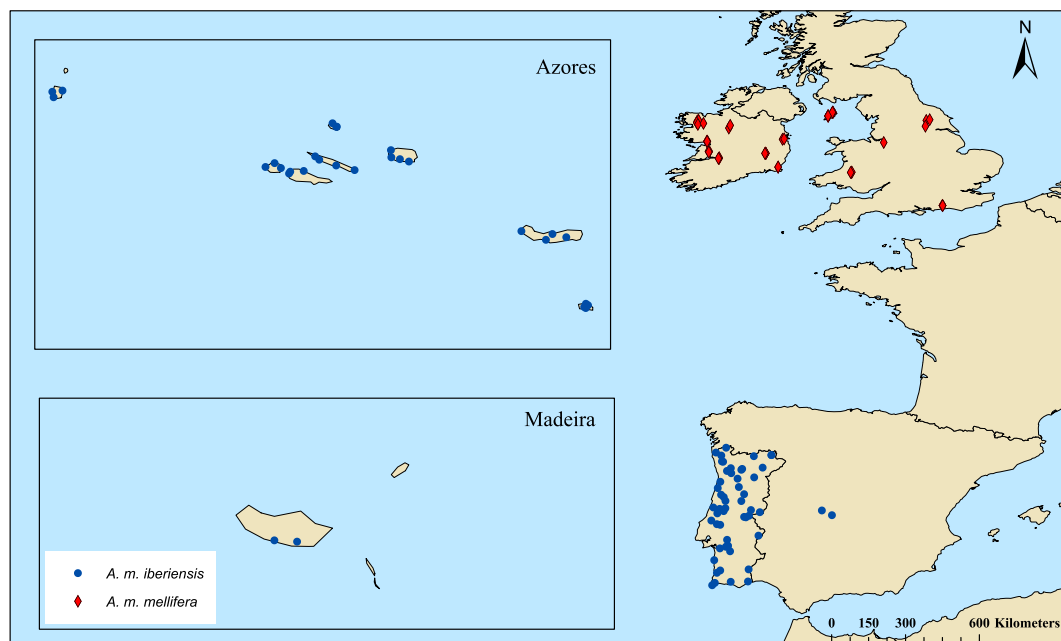 Azores
N
Madeira
A. m. iberiensis
A. m. mellifera
0 150 300 600 Kilometers